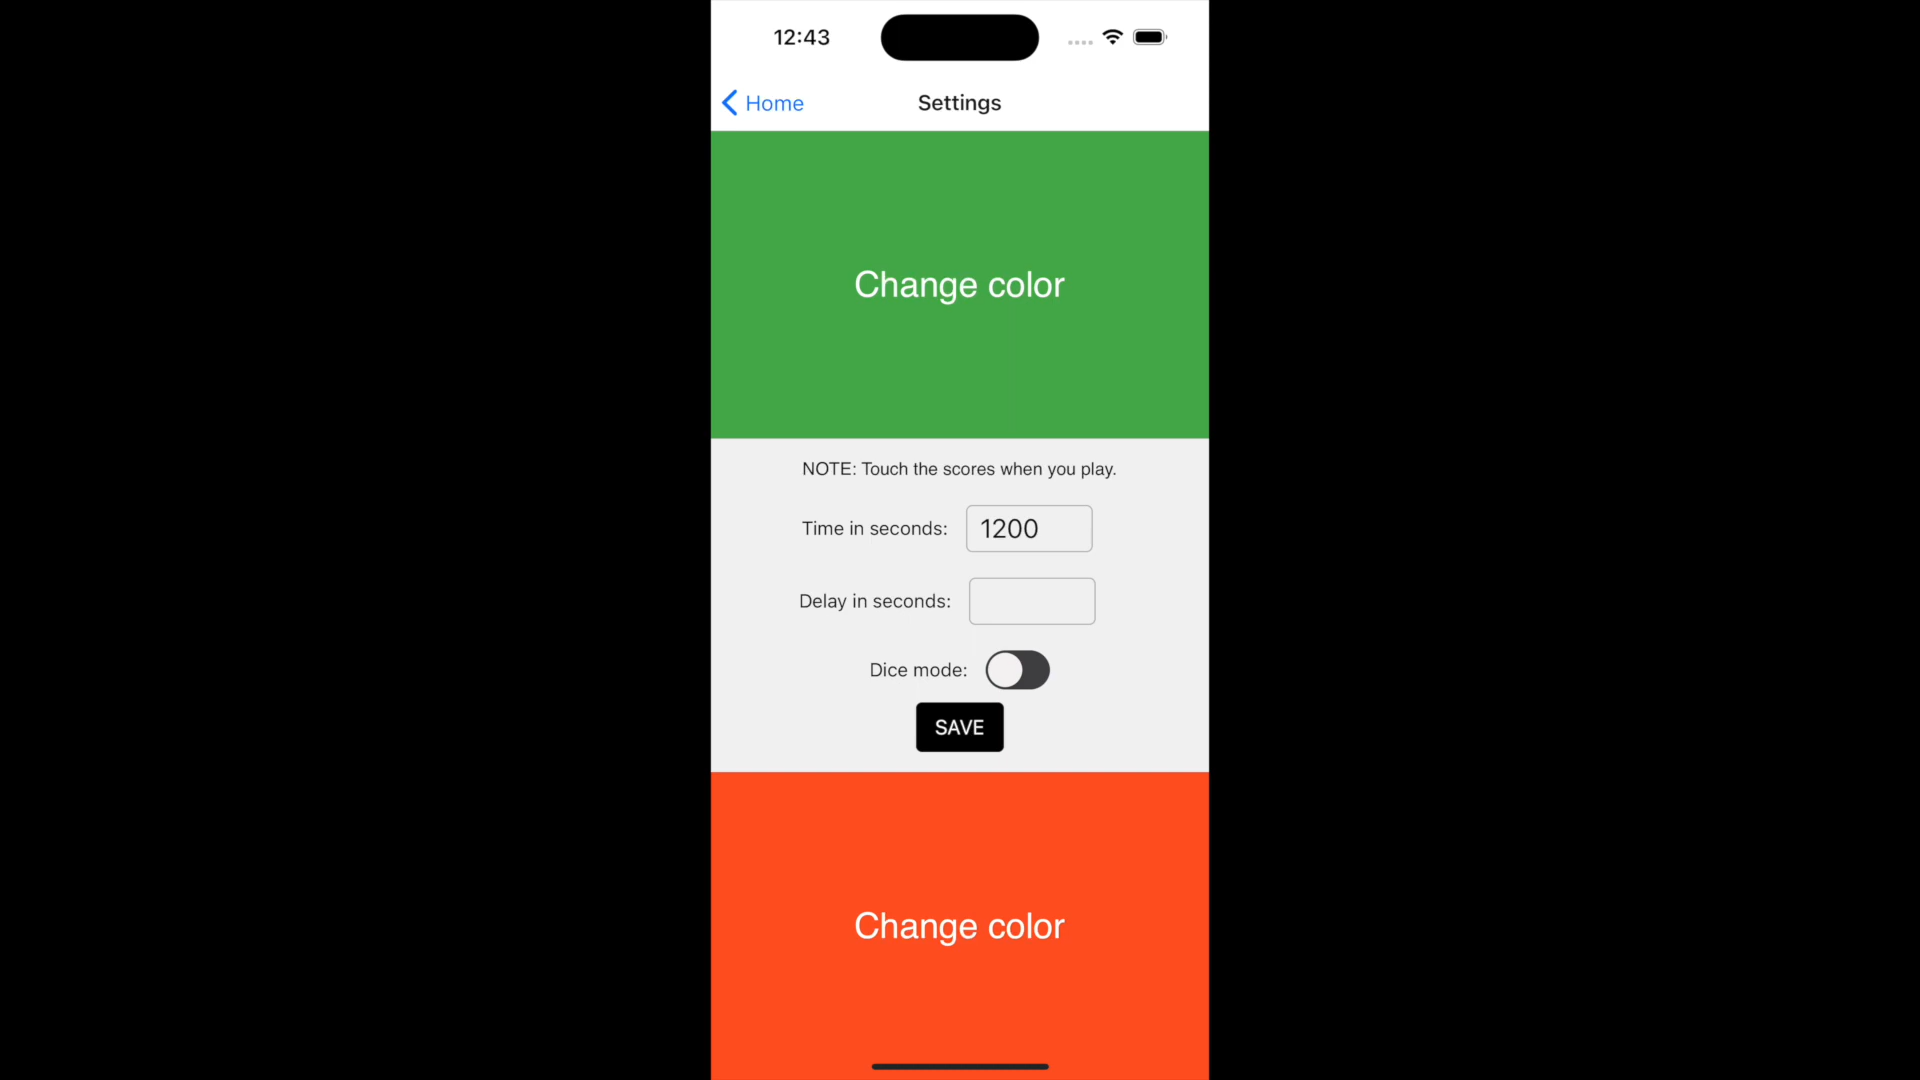 12:43
Home
Settings
Change color
NOTE: Touch the scores when you play.
Time in seconds: 1200
Delay in seconds:
Dice mode:
SAVE
Change color